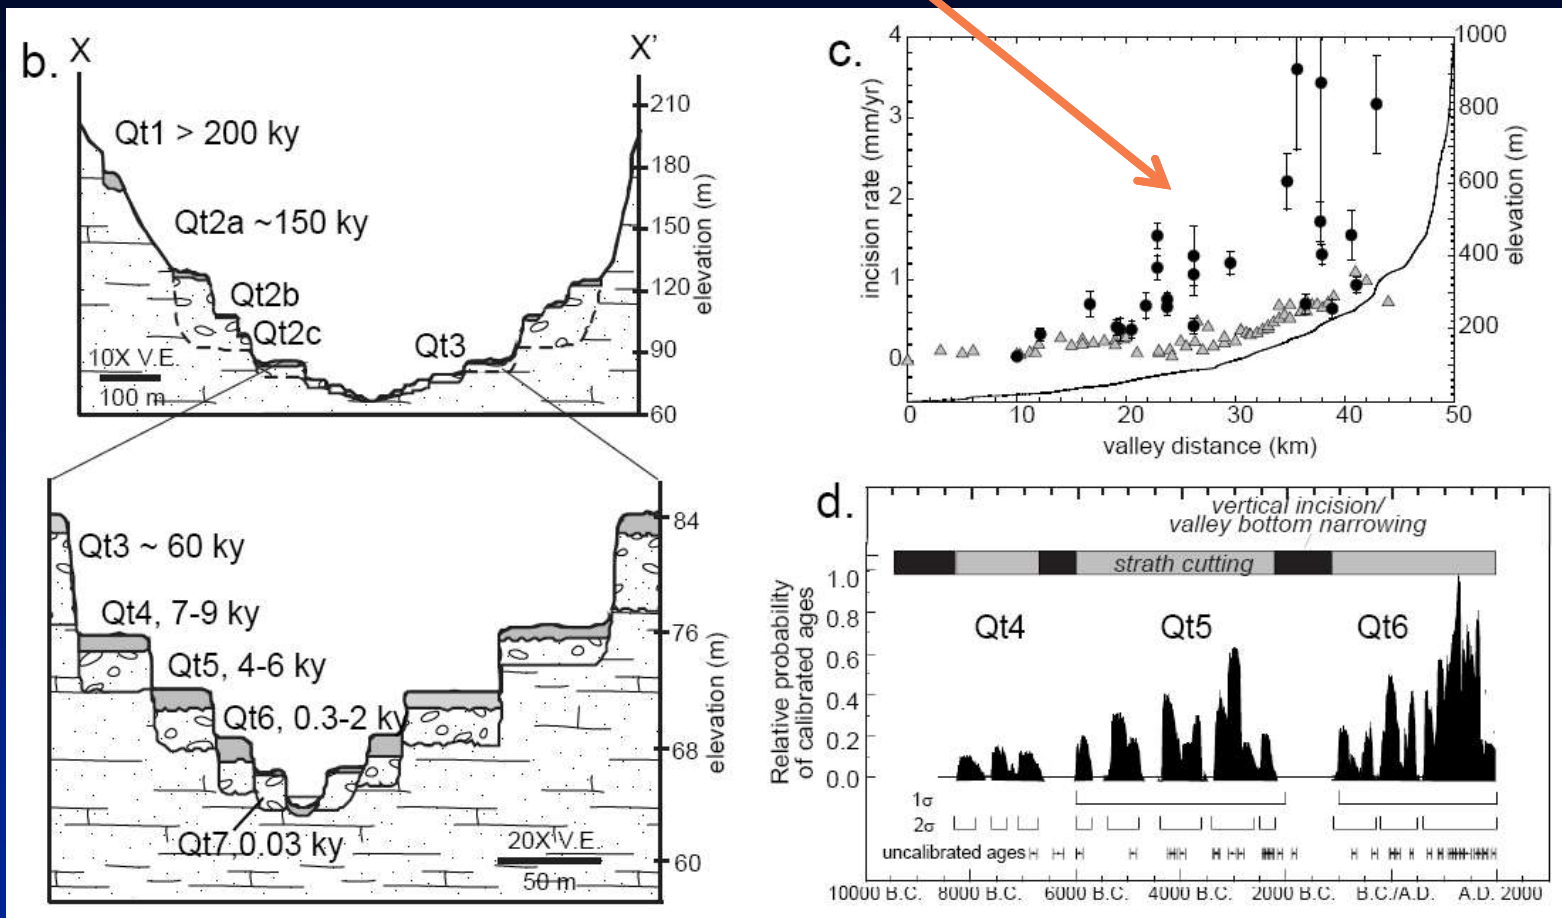 b.
X
X'
Qt1 > 200 ky
Qt2a ~150 ky
Qt2b
Qt2c
Qt3
10X V.E.
100 m
210
180
150
120
90
60
elevation (m)
Qt3 ~ 60 ky
Qt4, 7-9 ky
Qt5, 4-6 ky
Qt6, 0.3-2 ky
Qt7,0.03 ky
20X V.E.
50 m
84
76
68
60
elevation (m)
c.
4
3
2
1
0
incision rate (mm/yr)
1000
800
600
400
200
elevation (m)
0 10 20 30 40 50
valley distance (km)
d.
vertical incision/
valley bottom narrowing
strath cutting
Qt4
Qt5
Qt6
1.0
0.8
0.6
0.4
0.2
0.0
Relative probability
of calibrated ages
1σ
2σ
uncalibrated ages
10000 B.C. 8000 B.C. 6000 B.C. 4000 B.C. 2000 B.C. B.C./A.D. A.D. 2000